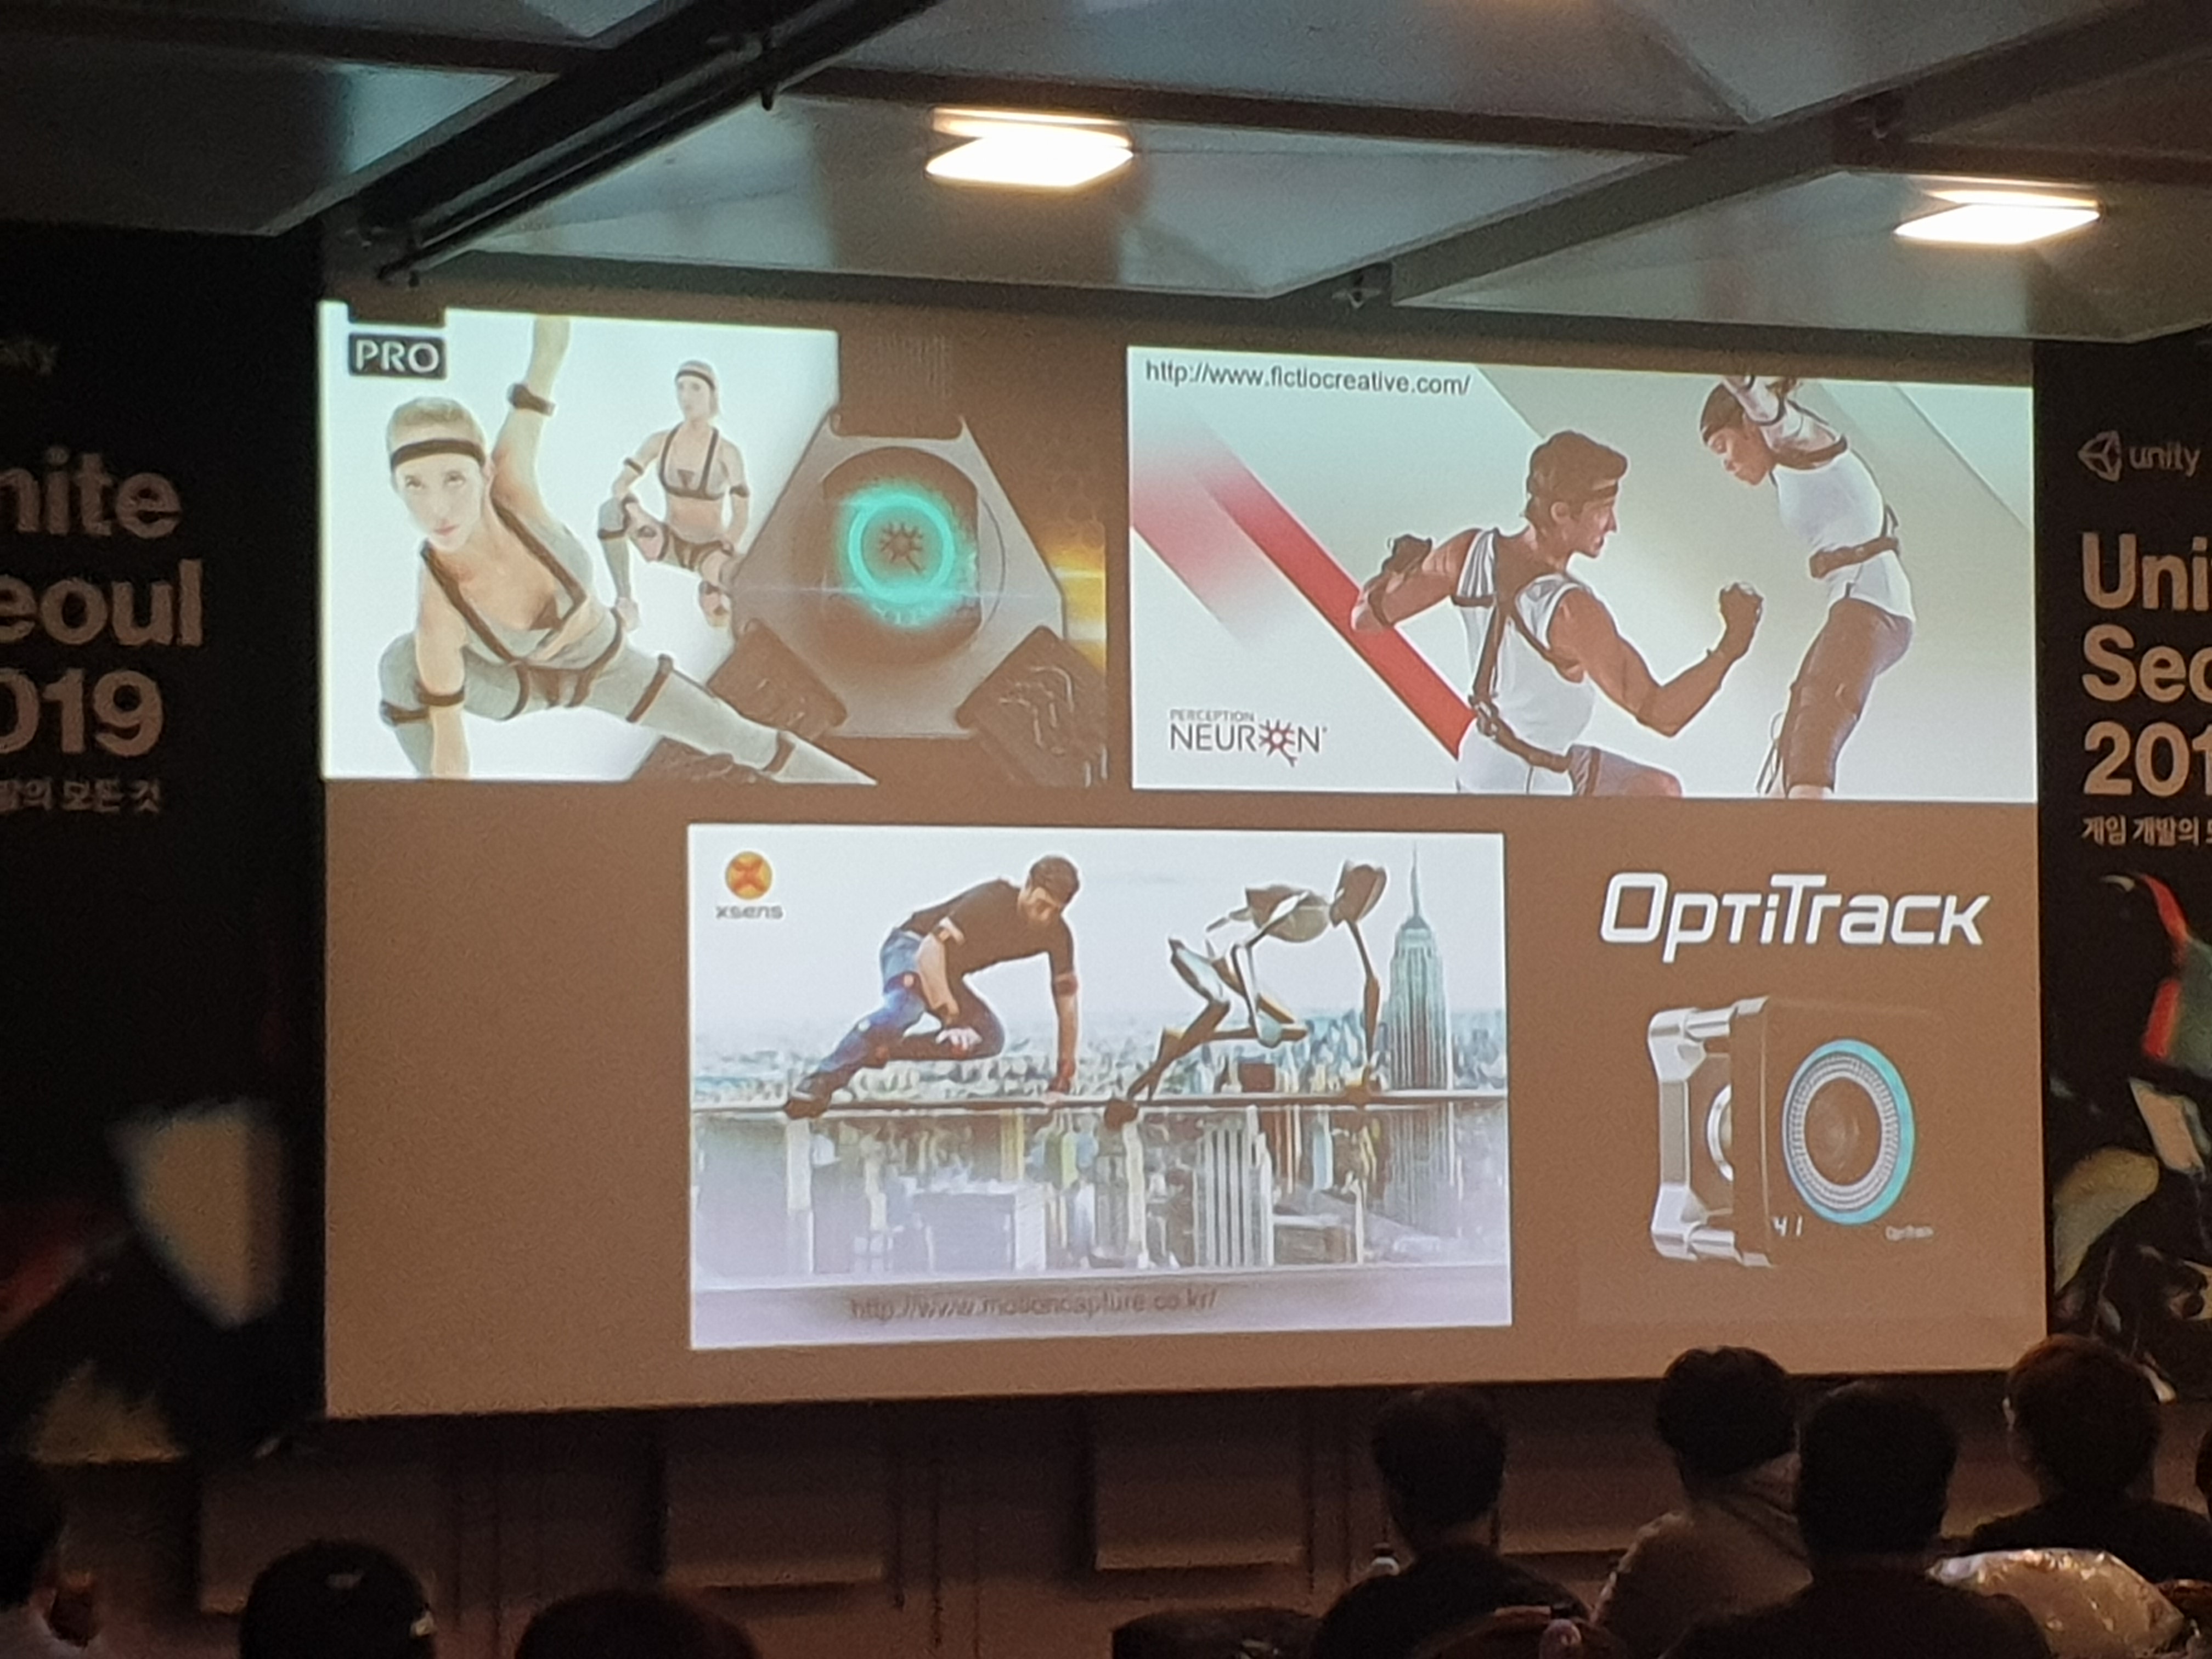 nite
eoul
019
발의 모든 것
PRO
http://www.fictiocreative.com/
PERCEPTION
NEURON
xsens
http://www.motioncapture.co.kr/
OptiTrack
41
OptiTrack
unity
Uni
Seo
201
게임 개발의